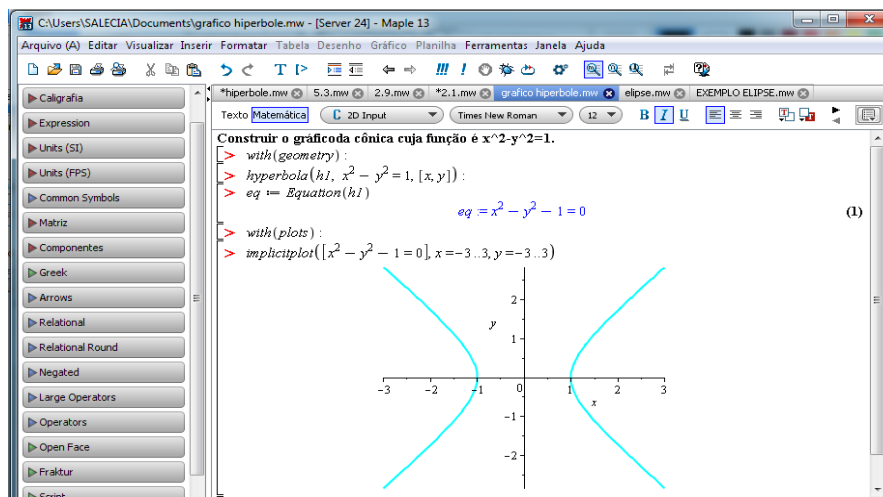 C:\Users\SALECIA\Documents\grafico hiperbole.mw - [Server 24] - Maple 13
Arquivo (A) Editar Visualizar Inserir Formatar Tabela Desenho Gráfico Planilha Ferramentas Janela Ajuda
*hiperbole.mw 5.3.mw 2.9.mw *2.1.mw grafico hiperbole.mw elipse.mw EXEMPLO ELIPSE.mw
Texto Matemática C 2D Input Times New Roman 12 B I U
Caligrafia
Expression
Units (SI)
Units (FPS)
Common Symbols
Matriz
Componentes
Greek
Arrows
Relational
Relational Round
Negated
Large Operators
Operators
Open Face
Fraktur
Script
Construir o gráficoda cônica cuja função é x^2-y^2=1.
> with(geometry) :
> hyperbola(h1, x² − y² = 1, [x, y]) :
> eq := Equation(h1)
eq := x² − y² − 1 = 0 (1)
> with(plots) :
> implicitplot([x² − y² − 1 = 0], x = −3 ..3, y = −3 ..3)
2
y
1
−3 −2 −1 0 1 2 3
x
−1
−2